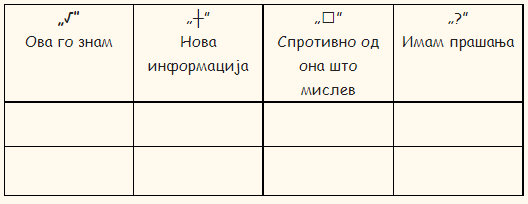 „√“
Ова го знам
„┼“
Нова
информација
„□“
Спротивно од
она што
мислев
„?“
Имам прашања